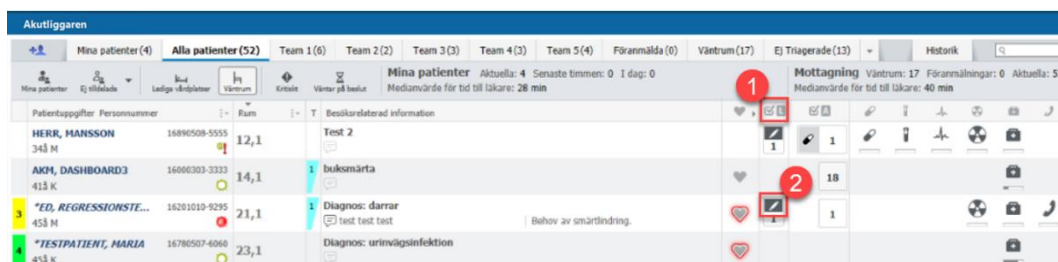 Akutliggaren
Mina patienter (4) Alla patienter (52) Team 1 (6) Team 2 (2) Team 3 (3) Team 4 (3) Team 5 (4) Föranmälda (0) Väntrum (17) Ej Triagerade (13) Historik
Mina patienter Ej tilldelade Lediga vårdplatser Väntrum Kritiskt Väntar på beslut
Mina patienter Aktuella: 4 Senaste timmen: 0 I dag: 0
Medianvärde för tid till läkare: 28 min
1
Mottagning Väntrum: 17 Föranmälningar: 0 Aktuella: 5
Medianvärde för tid till läkare: 40 min
Patientuppgifter Personnummer Rum T Besöksrelaterad information L A
HERR, MANSSON 16890508-5555 12,1 Test 2
34å M 1 1
AKM, DASHBOARD3 16000303-3333 14,1 1 buksmärta
415 K 2 18
3 *ED, REGRESSIONSTE... 16201010-9295 21,1 1 Diagnos: darrar
45å M test test test Behov av smärtlindring. 1 1
4 *TESTPATIENT, MARIA 16780507-6060 23,1 Diagnos: urinvägsinfektion
45å K